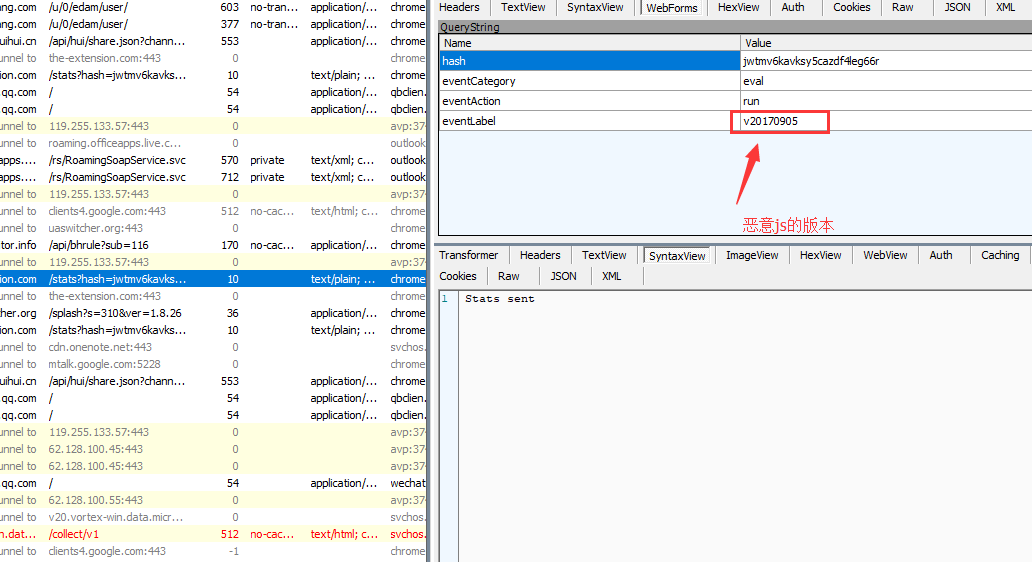 ang.com /u/0/edam/user/ 603 no-tran... application/... chrome
ang.com /u/0/edam/user/ 377 no-tran... application/... chrome
uihui.cn /api/hui/share.json?chann... 553 application/... chrome
unnel to the-extension.com:443 0 chrome
ion.com /stats?hash=jwtmv6kavks... 10 text/plain; ... chrome
.qq.com / 54 application/... qbclien.
.qq.com / 54 application/... qbclien.
unnel to 119.255.133.57:443 0 avp:374
unnel to roaming.officeapps.live.c... 0 outlook
apps.... /rs/RoamingSoapService.svc 570 private text/xml; c... outlook
apps.... /rs/RoamingSoapService.svc 712 private text/xml; c... outlook
unnel to 119.255.133.57:443 0 avp:374
unnel to clients4.google.com:443 512 no-cac... text/html; c... chrome
unnel to uaswitcher.org:443 0 chrome
tor.info /api/bhrule?sub=116 170 no-cac... application/... chrome
unnel to 119.255.133.57:443 0 avp:374
ion.com /stats?hash=jwtmv6kavks... 10 text/plain; ... chrome
unnel to the-extension.com:443 0 chrome
cher.org /splash?s=310&ver=1.8.26 36 application/... chrome
ion.com /stats?hash=jwtmv6kavks... 10 text/plain; ... chrome
unnel to cdn.onenote.net:443 0 svchos.
unnel to mtalk.google.com:5228 0 chrome
uihui.cn /api/hui/share.json?chann... 553 application/... chrome
.qq.com / 54 application/... qbclien.
.qq.com / 54 application/... qbclien.
unnel to 119.255.133.57:443 0 avp:374
unnel to 62.128.100.45:443 0 avp:374
unnel to 62.128.100.45:443 0 avp:374
.qq.com / 54 application/... wechat
unnel to 62.128.100.55:443 0 avp:374
unnel to v20.vortex-win.data.micr... 0 svchos.
n.dat... /collect/v1 512 no-cac... text/html; c... svchos.
unnel to clients4.google.com:443 -1 chrome
Headers TextView SyntaxView WebForms HexView Auth Cookies Raw JSON XML
QueryString
Name Value
hash jwtmv6kavksy5cazdf4leg66r
eventCategory eval
eventAction run
eventLabel v20170905
恶意js的版本
Transformer Headers TextView SyntaxView ImageView HexView WebView Auth Caching
Cookies Raw JSON XML
1 Stats sent